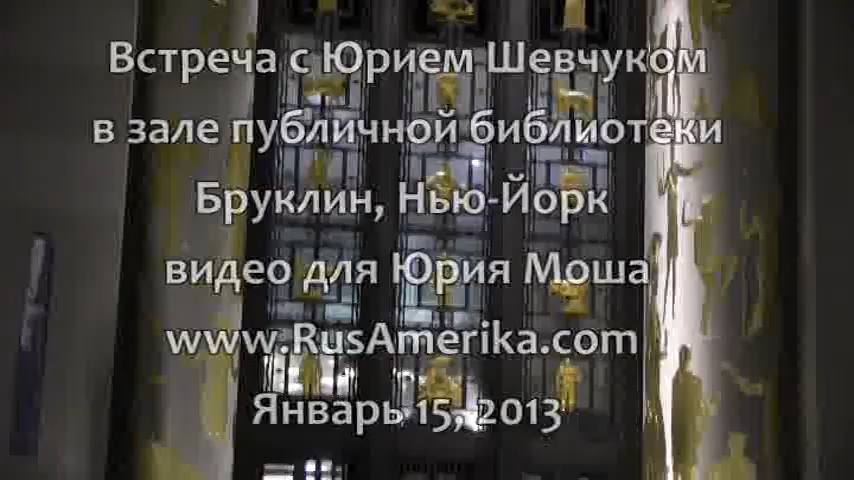 Встреча с Юрием Шевчуком
в зале публичной библиотеки
Бруклин, Нью-Йорк
видео для Юрия Моша
www.RusAmerika.com
Январь 15, 2013